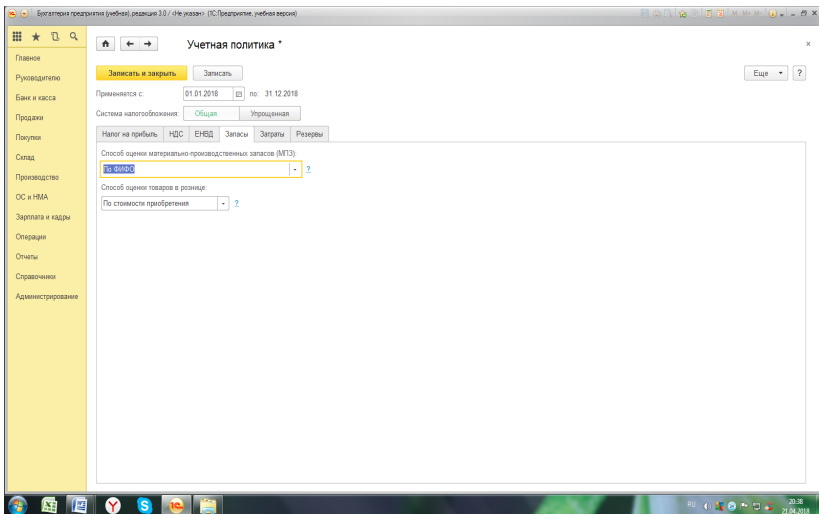 Бухгалтерия предприятия (учебная), редакция 3.0 / <Не указан> (1С:Предприятие, учебная версия)
M M+ M-
Учетная политика *
Главное
Руководителю
Банк и касса
Продажи
Покупки
Склад
Производство
ОС и НМА
Зарплата и кадры
Операции
Отчеты
Справочники
Администрирование
Записать и закрыть Записать Еще ?
Применяется с: 01.01.2018 по: 31.12.2018
Система налогообложения: Общая Упрощенная
Налог на прибыль НДС ЕНВД Запасы Затраты Резервы
Способ оценки материально-производственных запасов (МПЗ):
По ФИФО ?
Способ оценки товаров в рознице:
По стоимости приобретения ?
RU 20:38
21.04.2018